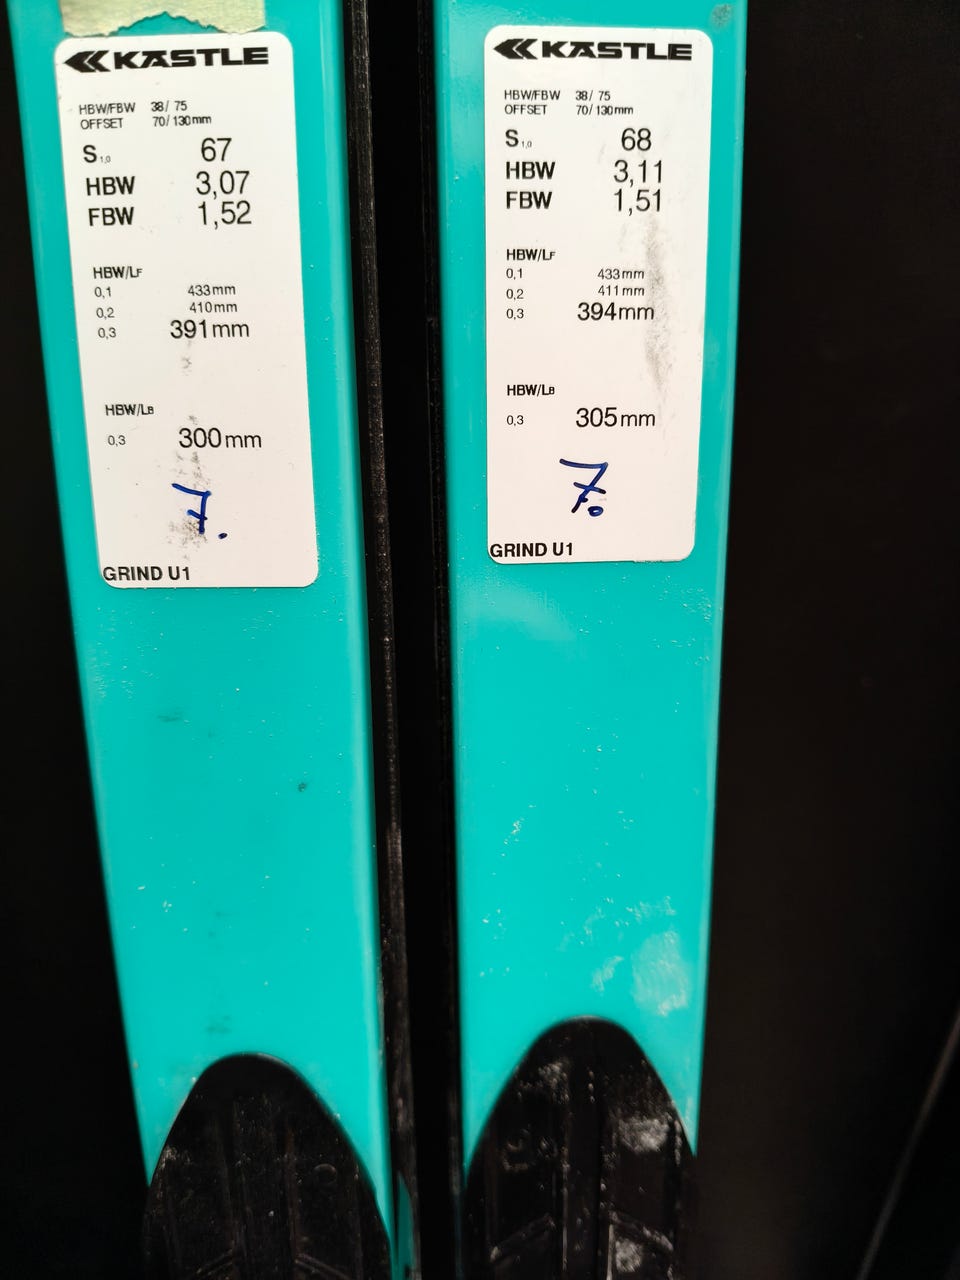 KÄSTLE
HBW/FBW 38/ 75
OFFSET 70/ 130mm
S1,0 67
HBW 3,07
FBW 1,52
HBW/LF
0,1 433mm
0,2 410mm
0,3 391mm
HBW/LB
0,3 300mm
7.
GRIND U1
KÄSTLE
HBW/FBW 38/ 75
OFFSET 70/ 130mm
S1,0 68
HBW 3,11
FBW 1,51
HBW/LF
0,1 433mm
0,2 411mm
0,3 394mm
HBW/LB
0,3 305mm
7.
GRIND U1